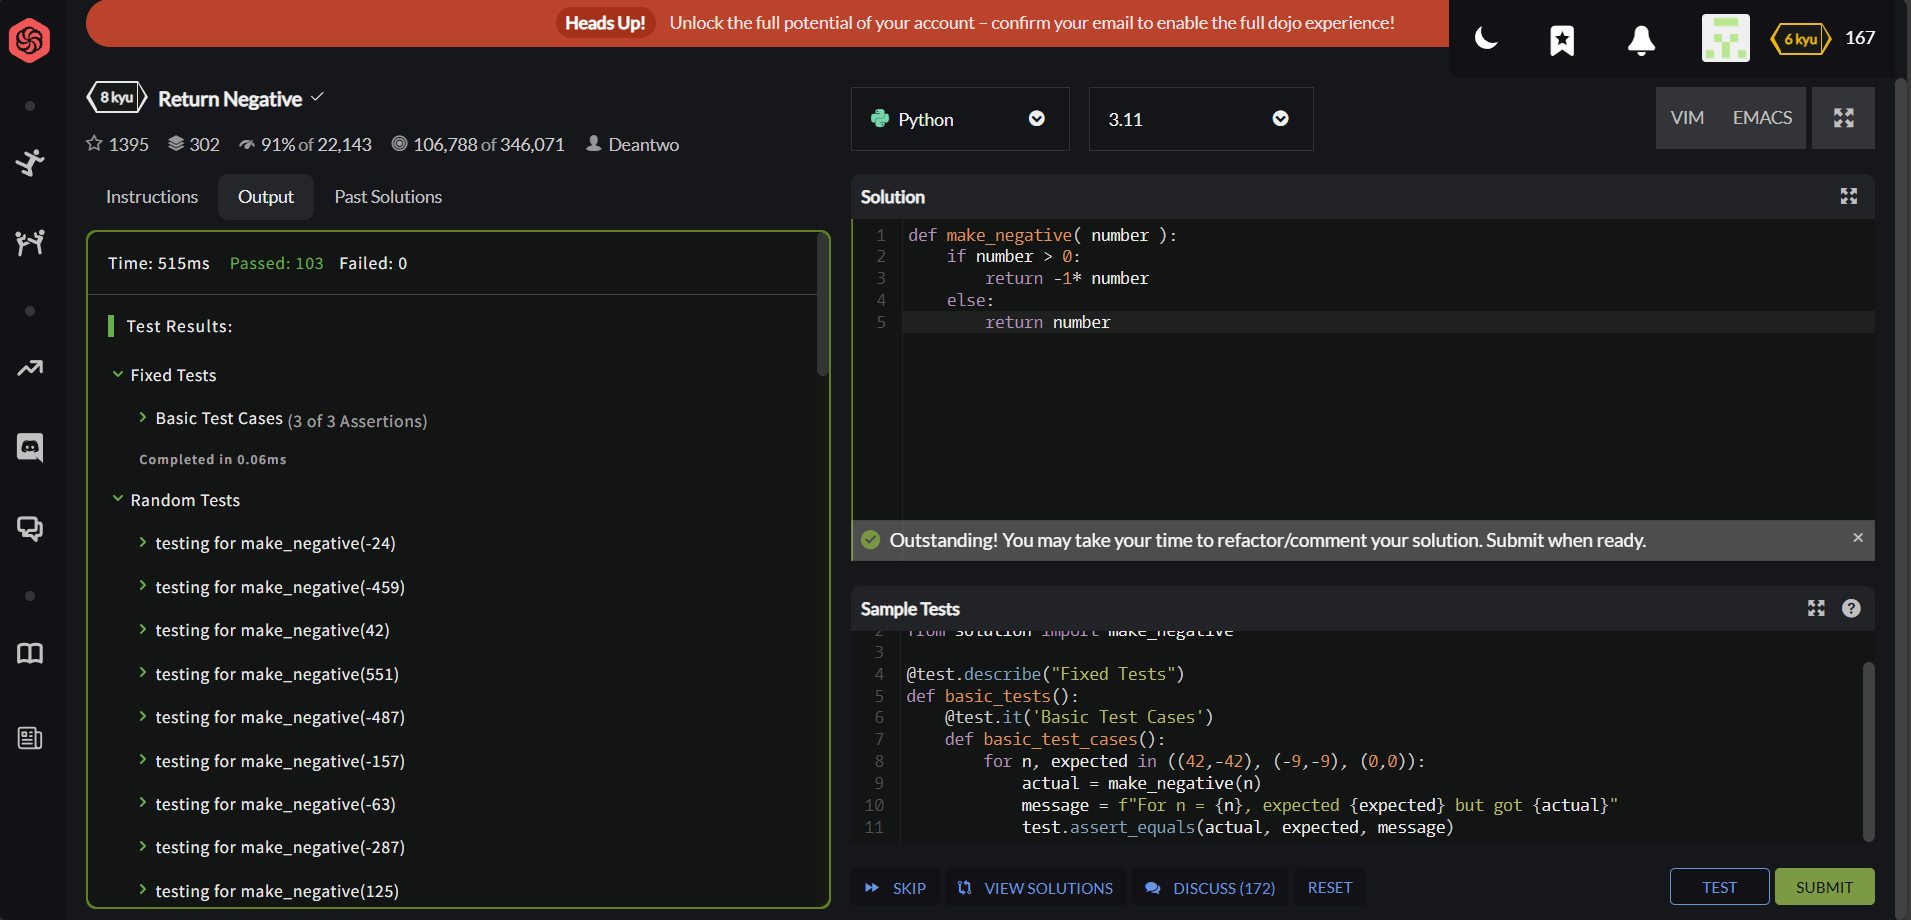 Heads Up! Unlock the full potential of your account – confirm your email to enable the full dojo experience!
6 kyu 167
8 kyu Return Negative
1395 302 91% of 22,143 106,788 of 346,071 Deantwo
Instructions Output Past Solutions
Time: 515ms Passed: 103 Failed: 0
Test Results:
Fixed Tests
Basic Test Cases (3 of 3 Assertions)
Completed in 0.06ms
Random Tests
testing for make_negative(-24)
testing for make_negative(-459)
testing for make_negative(42)
testing for make_negative(551)
testing for make_negative(-487)
testing for make_negative(-157)
testing for make_negative(-63)
testing for make_negative(-287)
testing for make_negative(125)
Python 3.11 VIM EMACS
Solution
1 def make_negative( number ):
2     if number > 0:
3         return -1* number
4     else:
5         return number
Outstanding! You may take your time to refactor/comment your solution. Submit when ready.
Sample Tests
2 from solution import make_negative
3
4 @test.describe("Fixed Tests")
5 def basic_tests():
6     @test.it('Basic Test Cases')
7     def basic_test_cases():
8         for n, expected in ((42,-42), (-9,-9), (0,0)):
9             actual = make_negative(n)
10             message = f"For n = {n}, expected {expected} but got {actual}"
11             test.assert_equals(actual, expected, message)
SKIP VIEW SOLUTIONS DISCUSS (172) RESET TEST SUBMIT